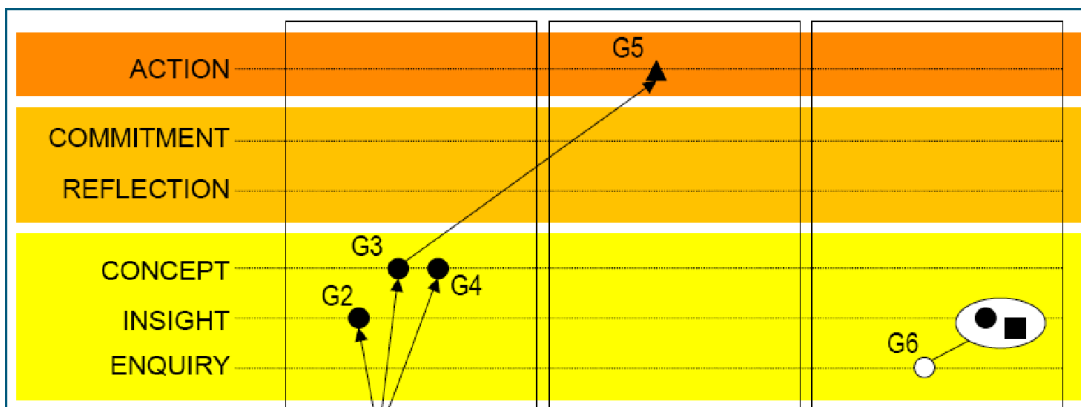 G5
ACTION
COMMITMENT
REFLECTION
G3
CONCEPT
G4
G2
INSIGHT
G6
ENQUIRY